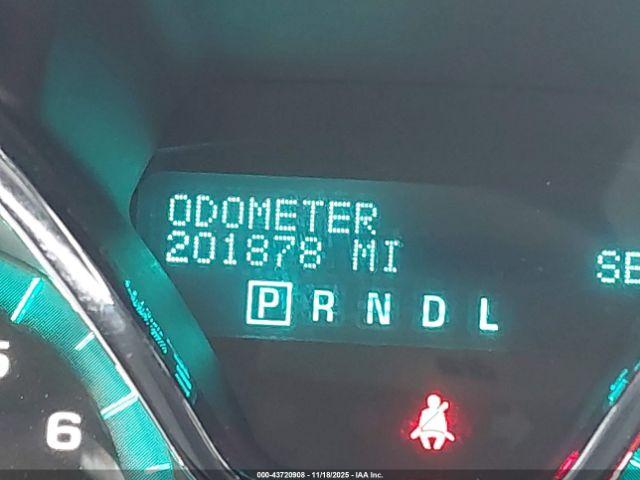 ODOMETER
201878 MI
SE
P R N D L
5
6
000-43720908 - 11/18/2025 - IAA Inc.